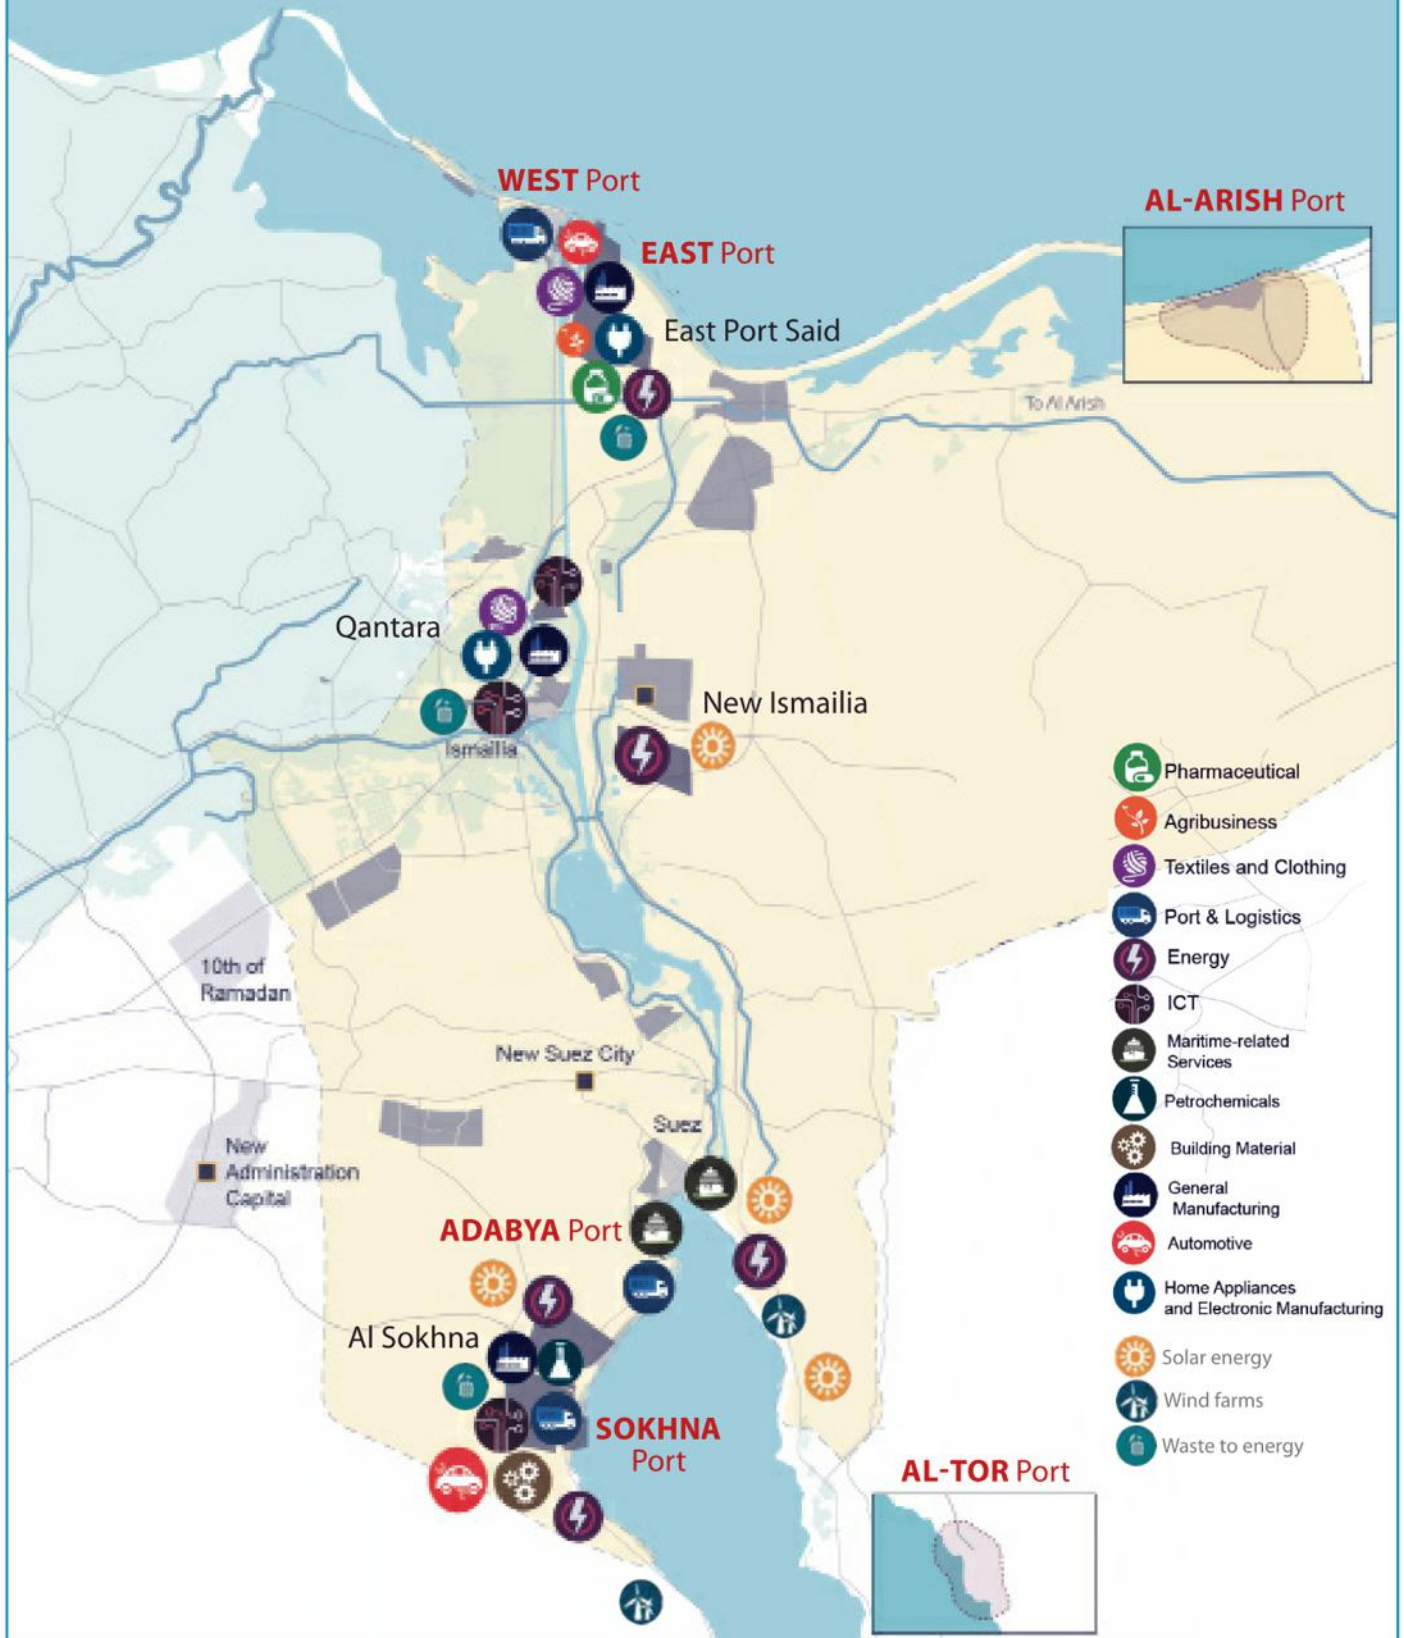 WEST Port
AL-ARISH Port
EAST Port
East Port Said
To Al Arish
Qantara
New Ismailia
Ismailia
Pharmaceutical
Agribusiness
Textiles and Clothing
Port & Logistics
Energy
ICT
Maritime-related
Services
Petrochemicals
Building Material
General
Manufacturing
Automotive
Home Appliances
and Electronic Manufacturing
Solar energy
Wind farms
Waste to energy
10th of
Ramadan
New Suez City
Suez
New
Administration
Capital
ADABYA Port
Al Sokhna
SOKHNA
Port
AL-TOR Port